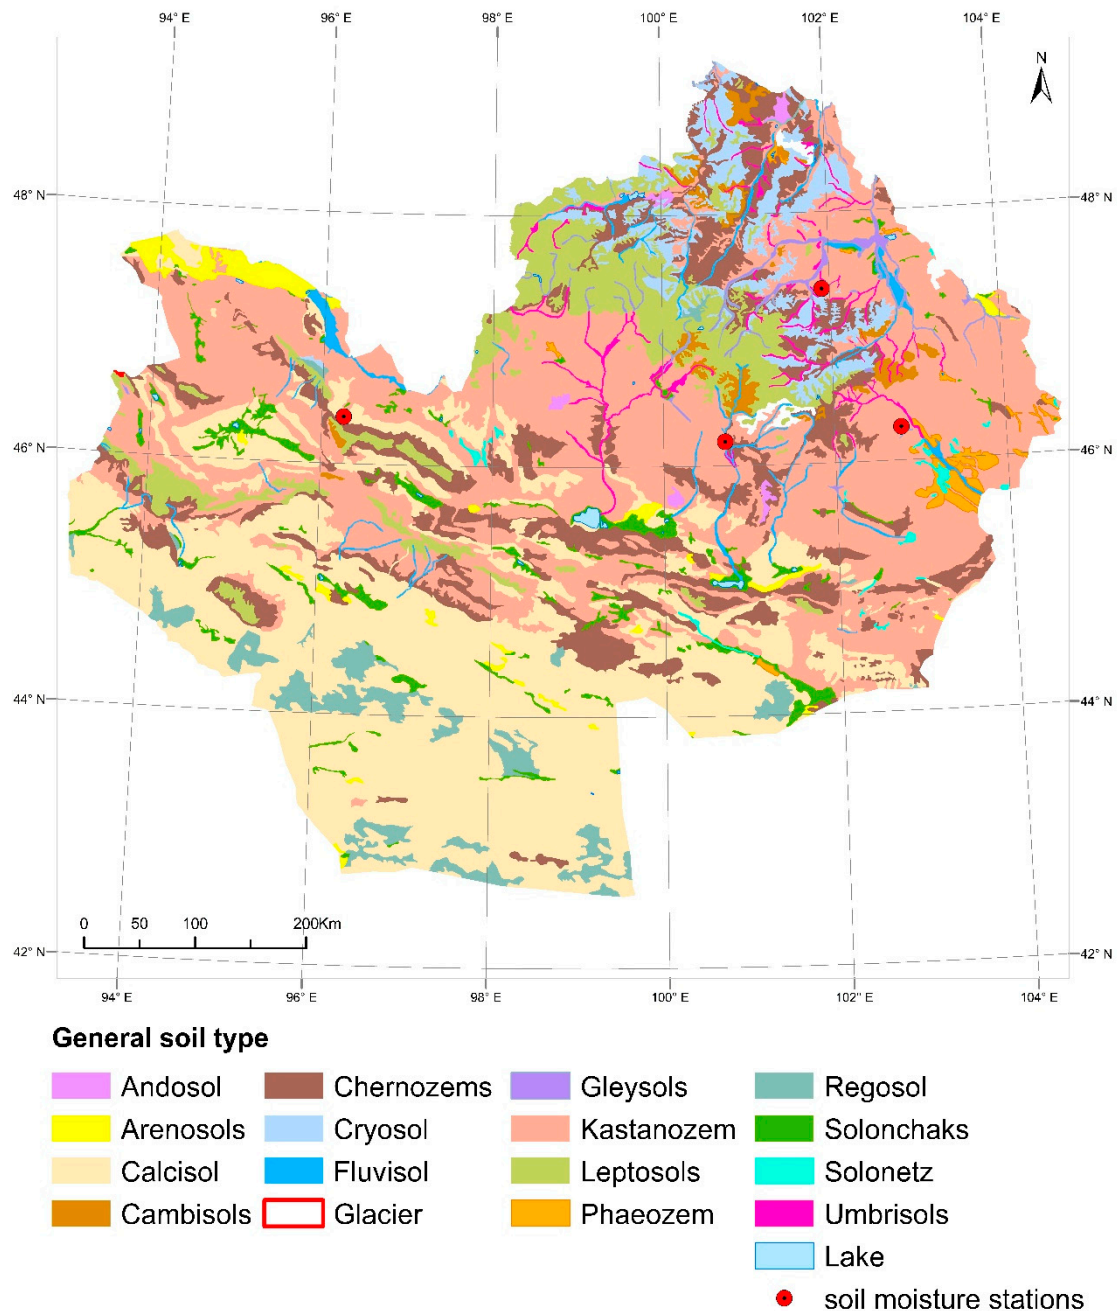 94° E 96° E 98° E 100° E 102° E 104° E
N
48° N 48° N
46° N 46° N
44° N 44° N
0 50 100 200Km
42° N 42° N
94° E 96° E 98° E 100° E 102° E 104° E
General soil type
Andosol Chernozems Gleysols Regosol
Arenosols Cryosol Kastanozem Solonchaks
Calcisol Fluvisol Leptosols Solonetz
Cambisols Glacier Phaeozem Umbrisols
Lake
soil moisture stations